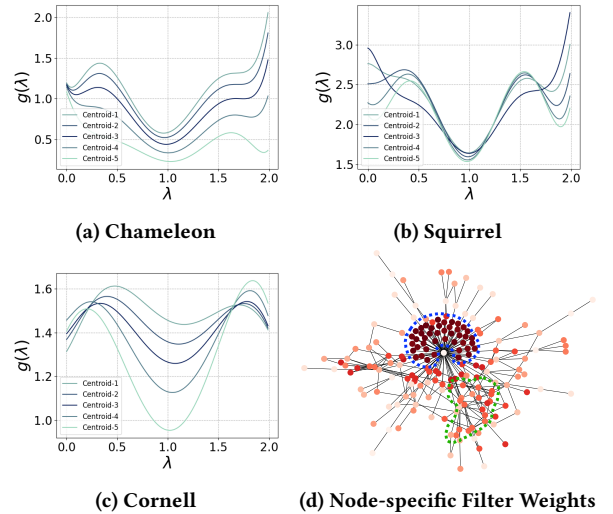 2.0
1.5
1.0
0.5
g(λ)
Centroid-1
Centroid-2
Centroid-3
Centroid-4
Centroid-5
0.0 0.5 1.0 1.5 2.0
λ
(a) Chameleon
3.0
2.5
2.0
1.5
g(λ)
Centroid-1
Centroid-2
Centroid-3
Centroid-4
Centroid-5
0.0 0.5 1.0 1.5 2.0
λ
(b) Squirrel
1.6
1.4
1.2
1.0
g(λ)
Centroid-1
Centroid-2
Centroid-3
Centroid-4
Centroid-5
0.0 0.5 1.0 1.5 2.0
λ
(c) Cornell
(d) Node-specific Filter Weights